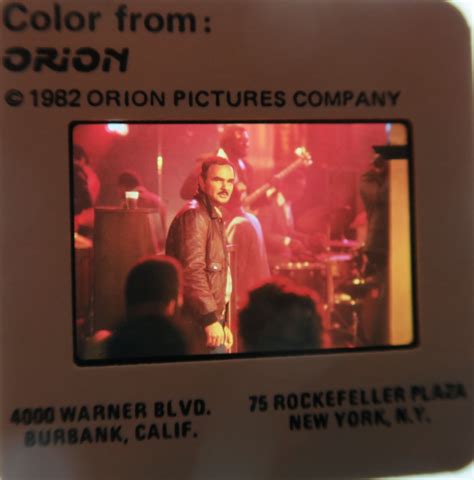 Color from:
ORION
© 1982 ORION PICTURES COMPANY
4000 WARNER BLVD.
BURBANK, CALIF.
75 ROCKEFELLER PLAZA
NEW YORK, N.Y.